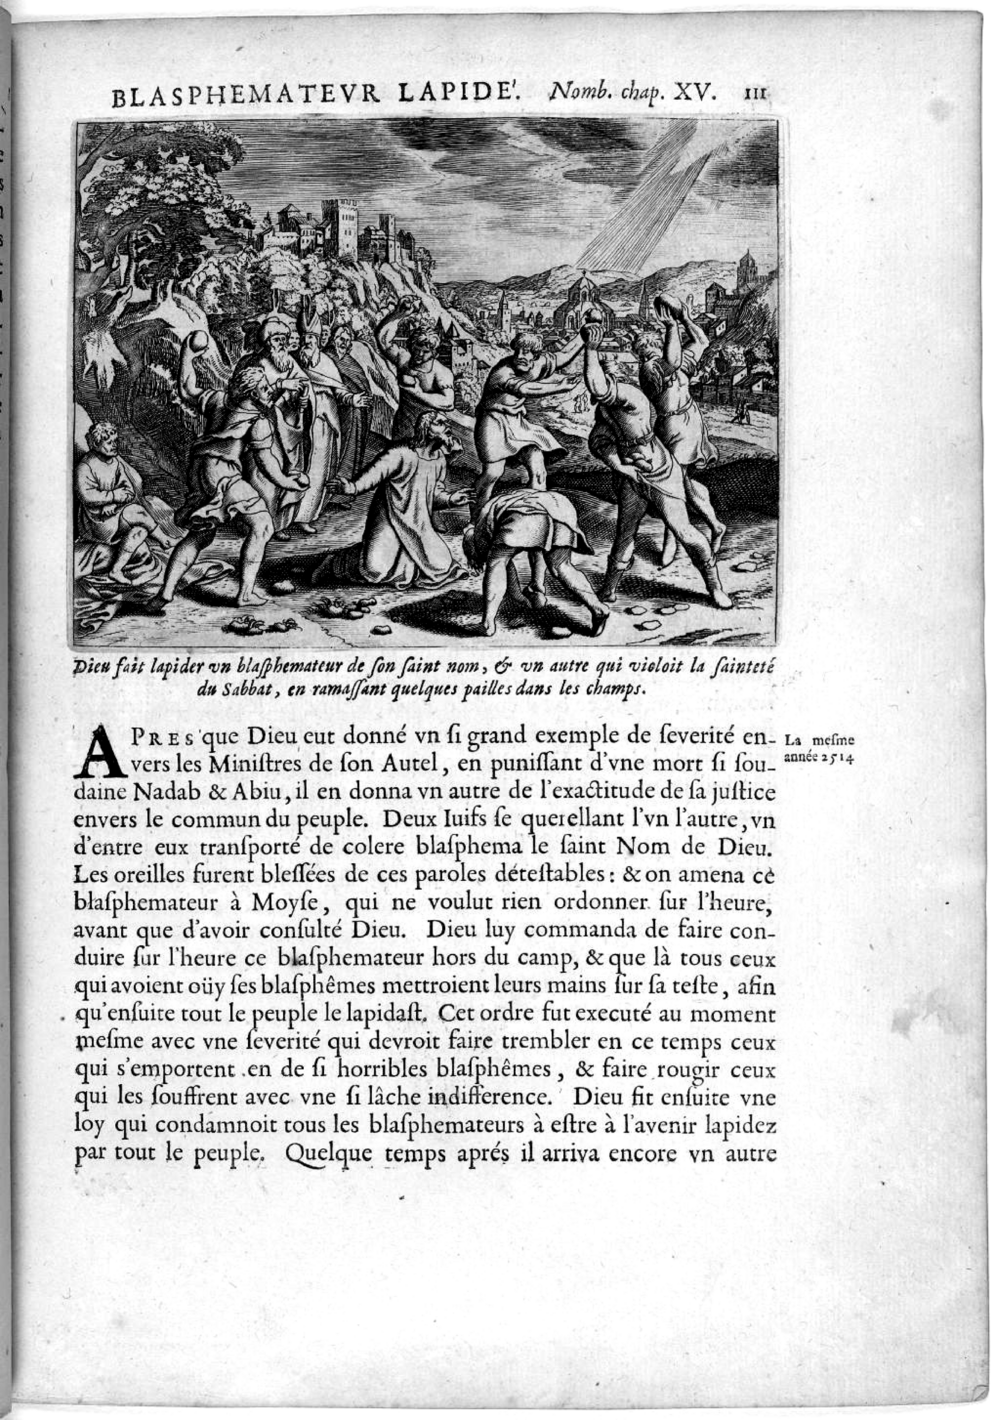 BLASPHEMATEVR LAPIDE'. Nomb. chap. XV. 111
Dieu fait lapider vn blaſphemateur de ſon ſaint nom, & vn autre qui violoit la ſainteté
du Sabbat, en ramaſſant quelques pailles dans les champs.
APRES que Dieu eut donné vn ſi grand exemple de ſeverité en-
vers les Miniſtres de ſon Autel, en puniſſant d'vne mort ſi ſou-
daine Nadab & Abiu, il en donna vn autre de l'exactitude de ſa juſtice
envers le commun du peuple. Deux Iuifs ſe querellant l'vn l'autre, vn
d'entre eux tranſporté de colere blaſphema le ſaint Nom de Dieu.
Les oreilles furent bleſſées de ces paroles déteſtables : & on amena ce
blaſphemateur à Moyſe, qui ne voulut rien ordonner ſur l'heure,
avant que d'avoir conſulté Dieu. Dieu luy commanda de faire con-
duire ſur l'heure ce blaſphemateur hors du camp, & que là tous ceux
qui avoient oüy ſes blaſphêmes mettroient leurs mains ſur ſa teſte, afin
qu'enſuite tout le peuple le lapidaſt. Cet ordre fut executé au moment
meſme avec vne ſeverité qui devroit faire trembler en ce temps ceux
qui s'emportent en de ſi horribles blaſphêmes, & faire rougir ceux
qui les ſouffrent avec vne ſi lâche indifference. Dieu fit enſuite vne
loy qui condamnoit tous les blaſphemateurs à eſtre à l'avenir lapidez
par tout le peuple. Quelque temps aprés il arriva encore vn autre
La meſme
année 2514